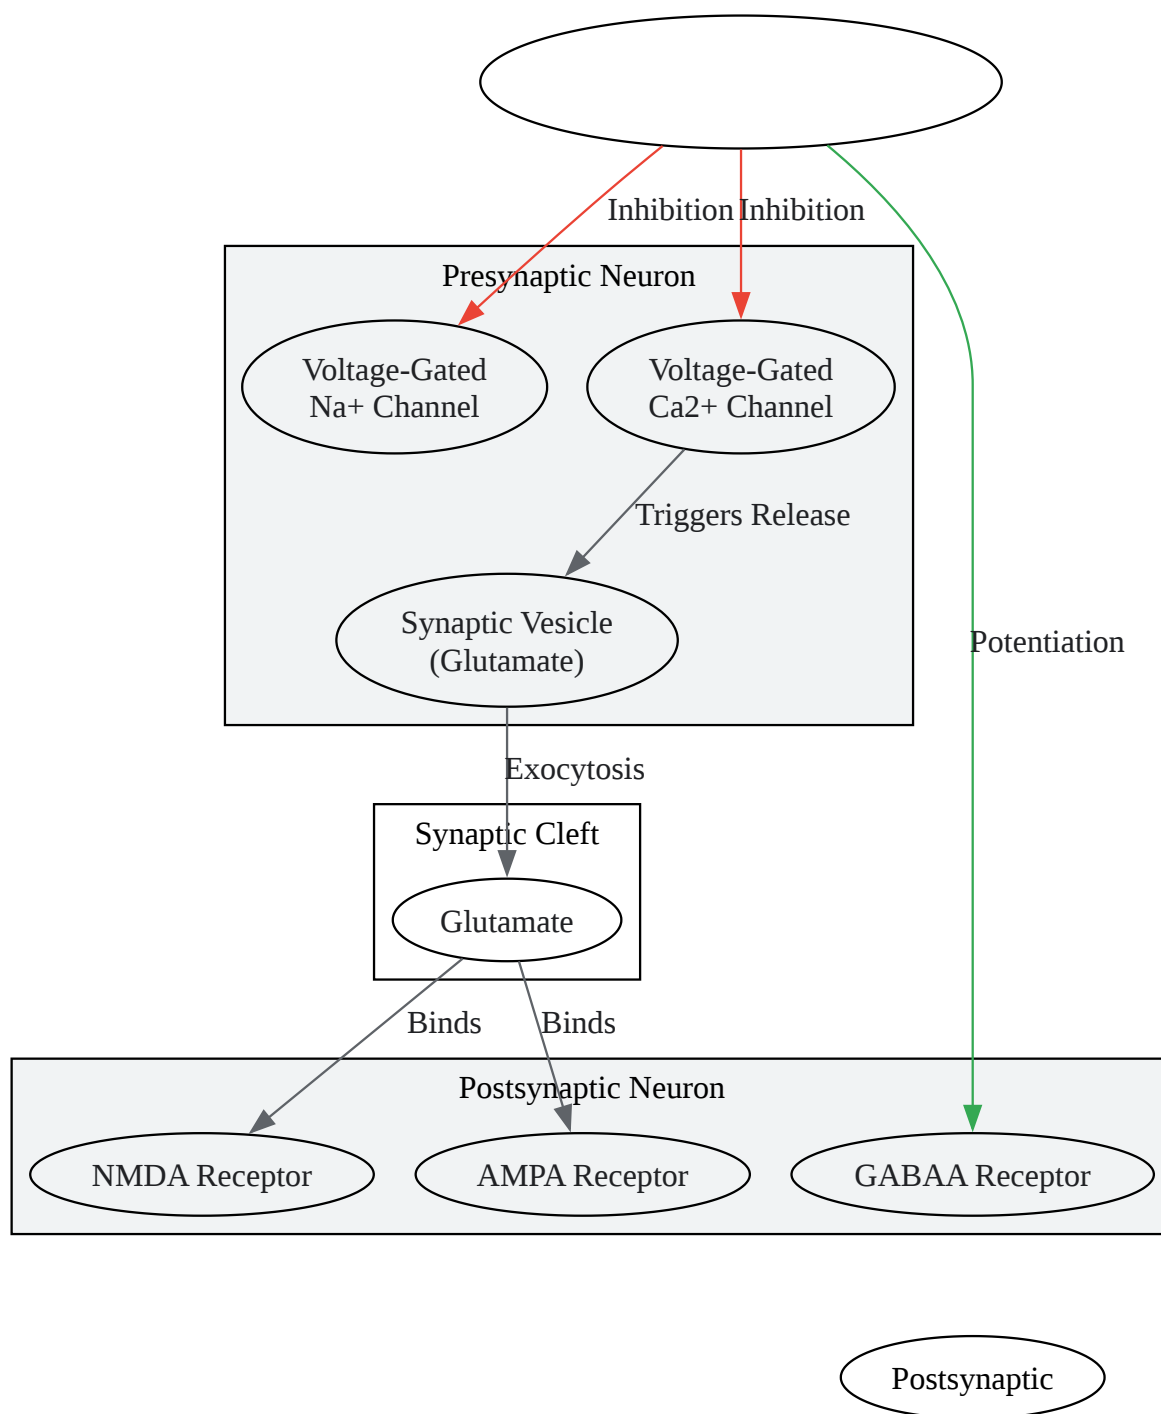 Inhibition
Inhibition
Presynaptic Neuron
Voltage-Gated
Na+ Channel
Voltage-Gated
Ca2+ Channel
Triggers Release
Synaptic Vesicle
(Glutamate)
Potentiation
Exocytosis
Synaptic Cleft
Glutamate
Binds
Binds
Postsynaptic Neuron
NMDA Receptor
AMPA Receptor
GABAA Receptor
Postsynaptic